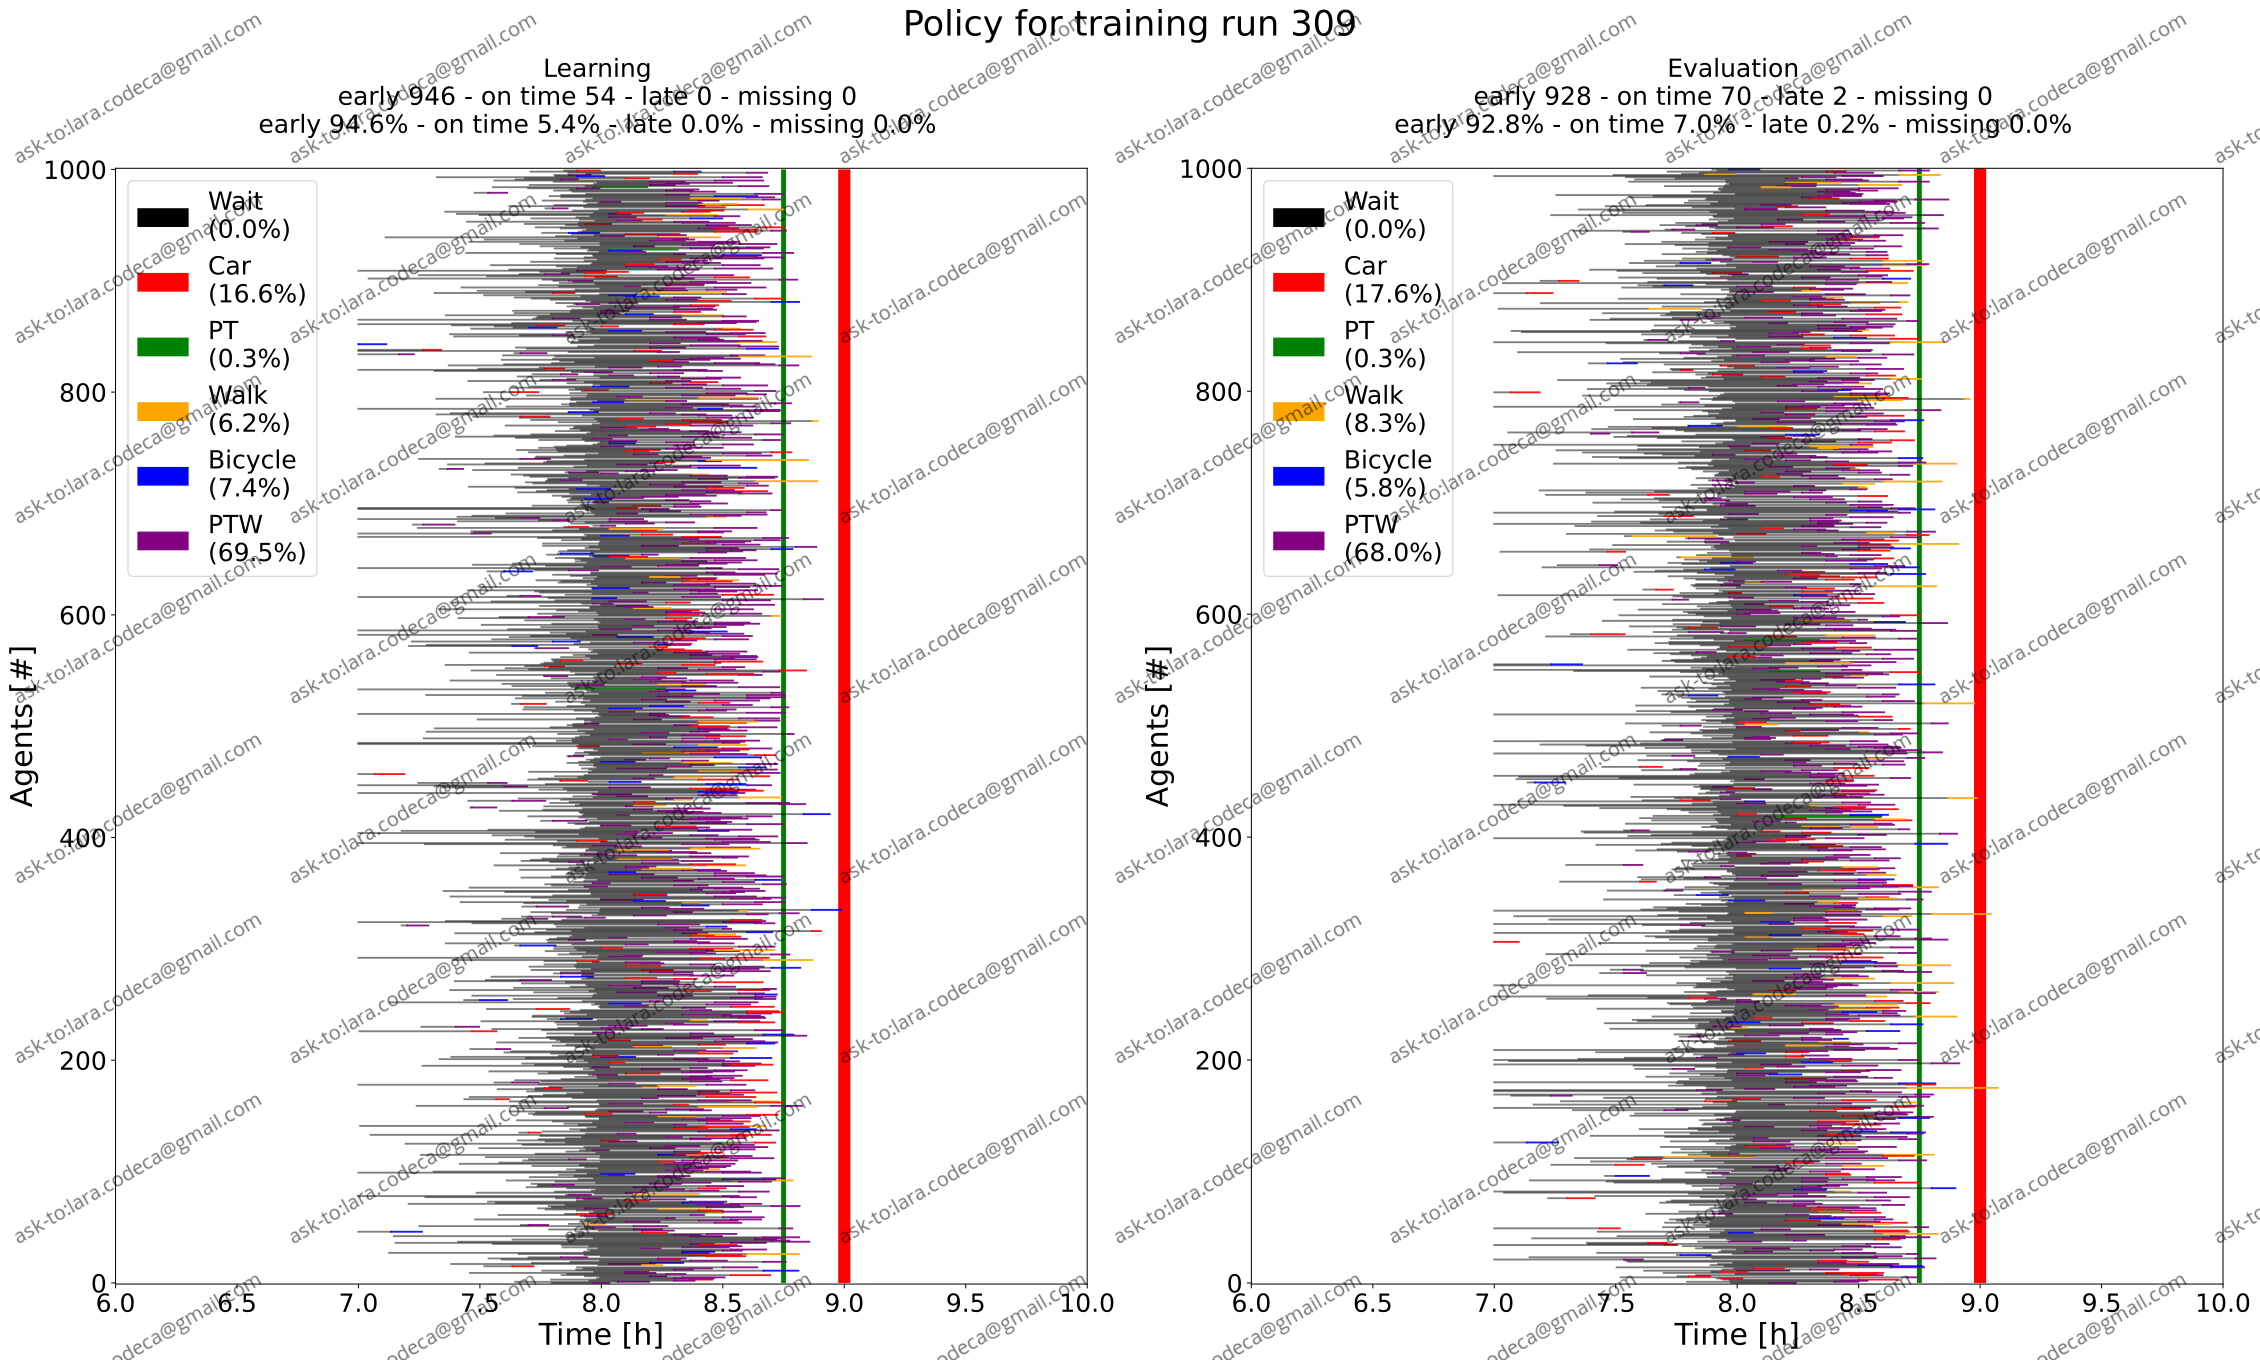 Policy for training run 309
Learning
early 946 - on time 54 - late 0 - missing 0
early 94.6% - on time 5.4% - late 0.0% - missing 0.0%
1000
800
600
400
200
0
Agents [#]
Wait
(0.0%)
Car
(16.6%)
PT
(0.3%)
Walk
(6.2%)
Bicycle
(7.4%)
PTW
(69.5%)
6.0 6.5 7.0 7.5 8.0 8.5 9.0 9.5 10.0
Time [h]
Evaluation
early 928 - on time 70 - late 2 - missing 0
early 92.8% - on time 7.0% - late 0.2% - missing 0.0%
1000
800
600
400
200
0
Agents [#]
Wait
(0.0%)
Car
(17.6%)
PT
(0.3%)
Walk
(8.3%)
Bicycle
(5.8%)
PTW
(68.0%)
6.0 6.5 7.0 7.5 8.0 8.5 9.0 9.5 10.0
Time [h]
ask-to:lara.codeca@gmail.com